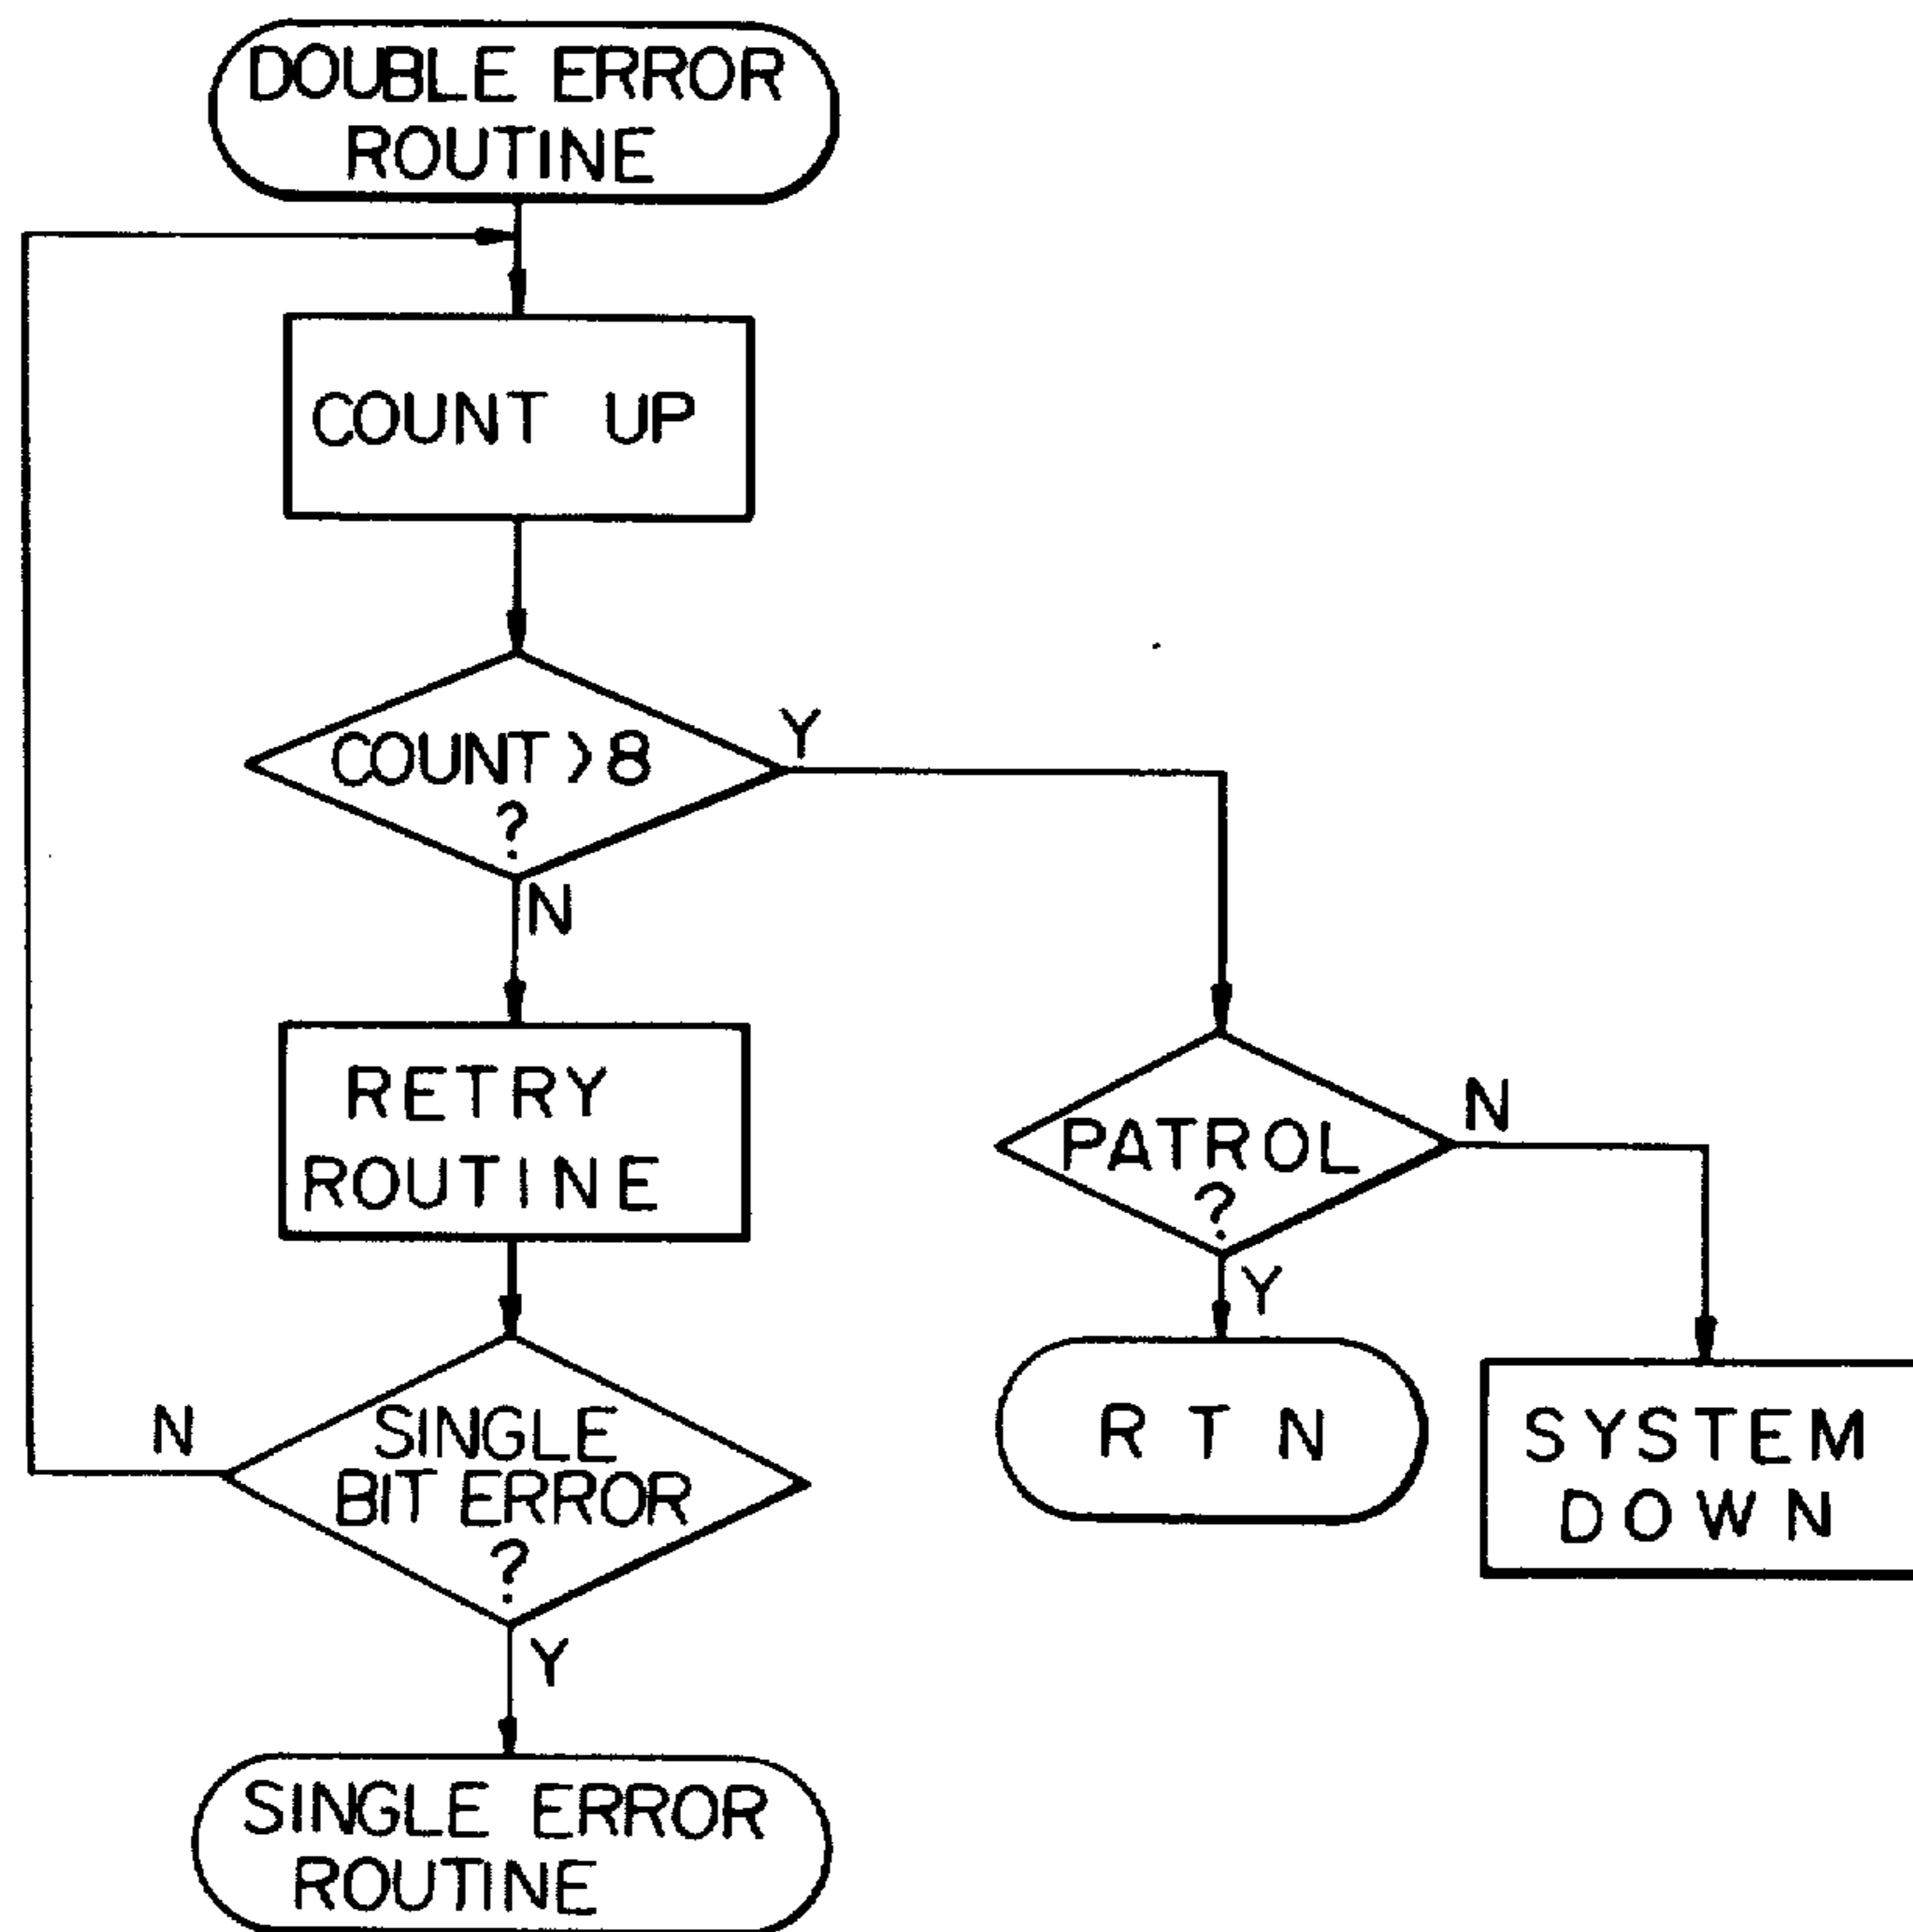 DOUBLE ERROR
ROUTINE
COUNT UP
COUNT>8
?
Y
N
RETRY
ROUTINE
PATROL
?
N
Y
SINGLE
BIT ERROR
?
N
Y
R T N
SYSTEM
DOWN
SINGLE ERROR
ROUTINE